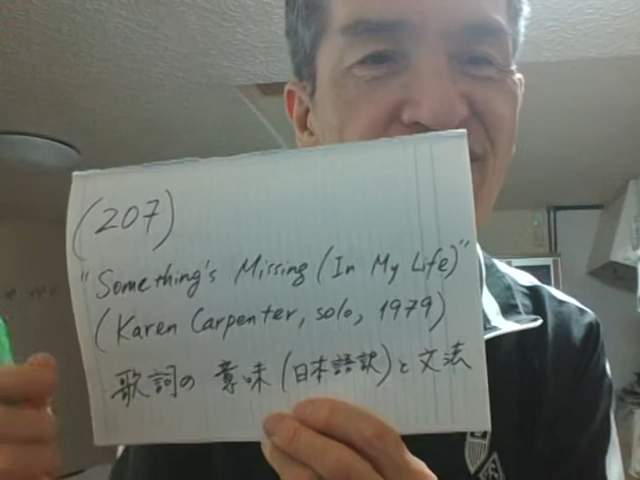 (207)
"Something's Missing (In My Life)"
(Karen Carpenter, solo, 1979)
歌詞の意味(日本語訳)と文法